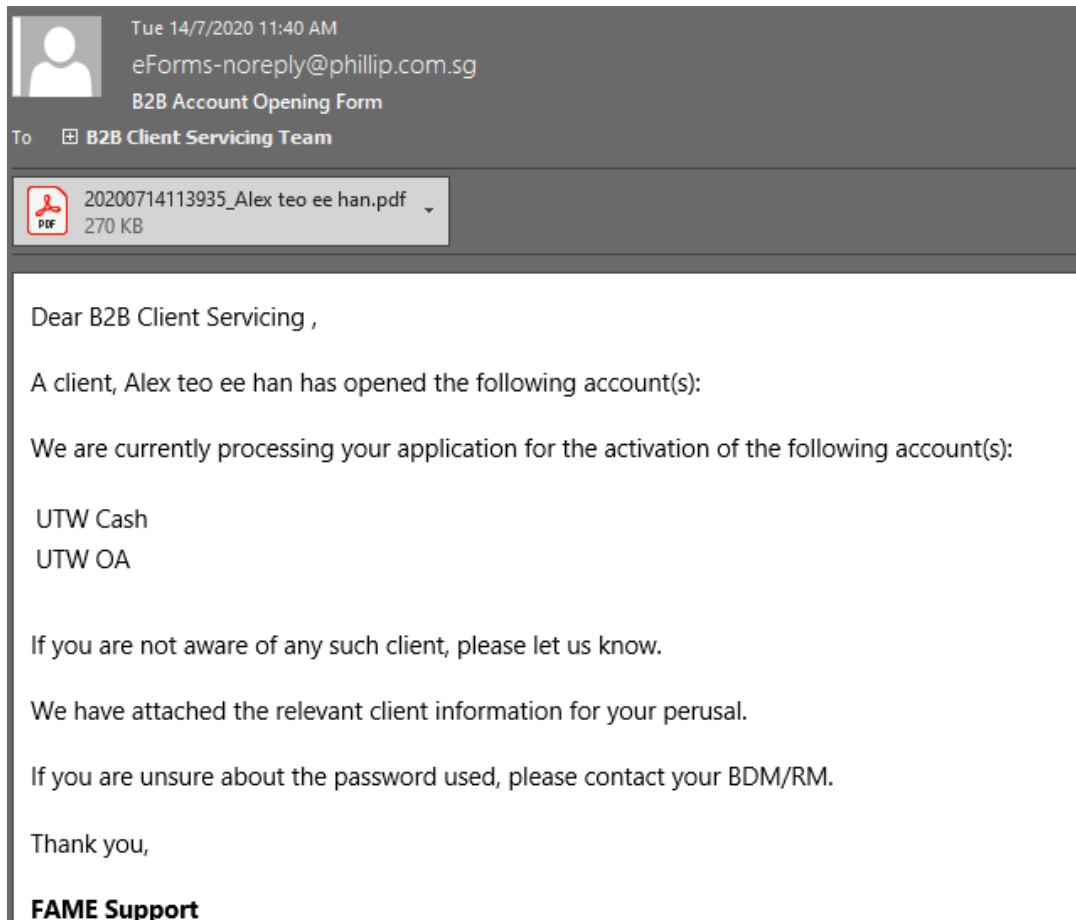 Tue 14/7/2020 11:40 AM
eForms-noreply@phillip.com.sg
B2B Account Opening Form
To B2B Client Servicing Team
20200714113935_Alex teo ee han.pdf
PDF
270 KB
Dear B2B Client Servicing ,
A client, Alex teo ee han has opened the following account(s):
We are currently processing your application for the activation of the following account(s):
UTW Cash
UTW OA
If you are not aware of any such client, please let us know.
We have attached the relevant client information for your perusal.
If you are unsure about the password used, please contact your BDM/RM.
Thank you,
FAME Support